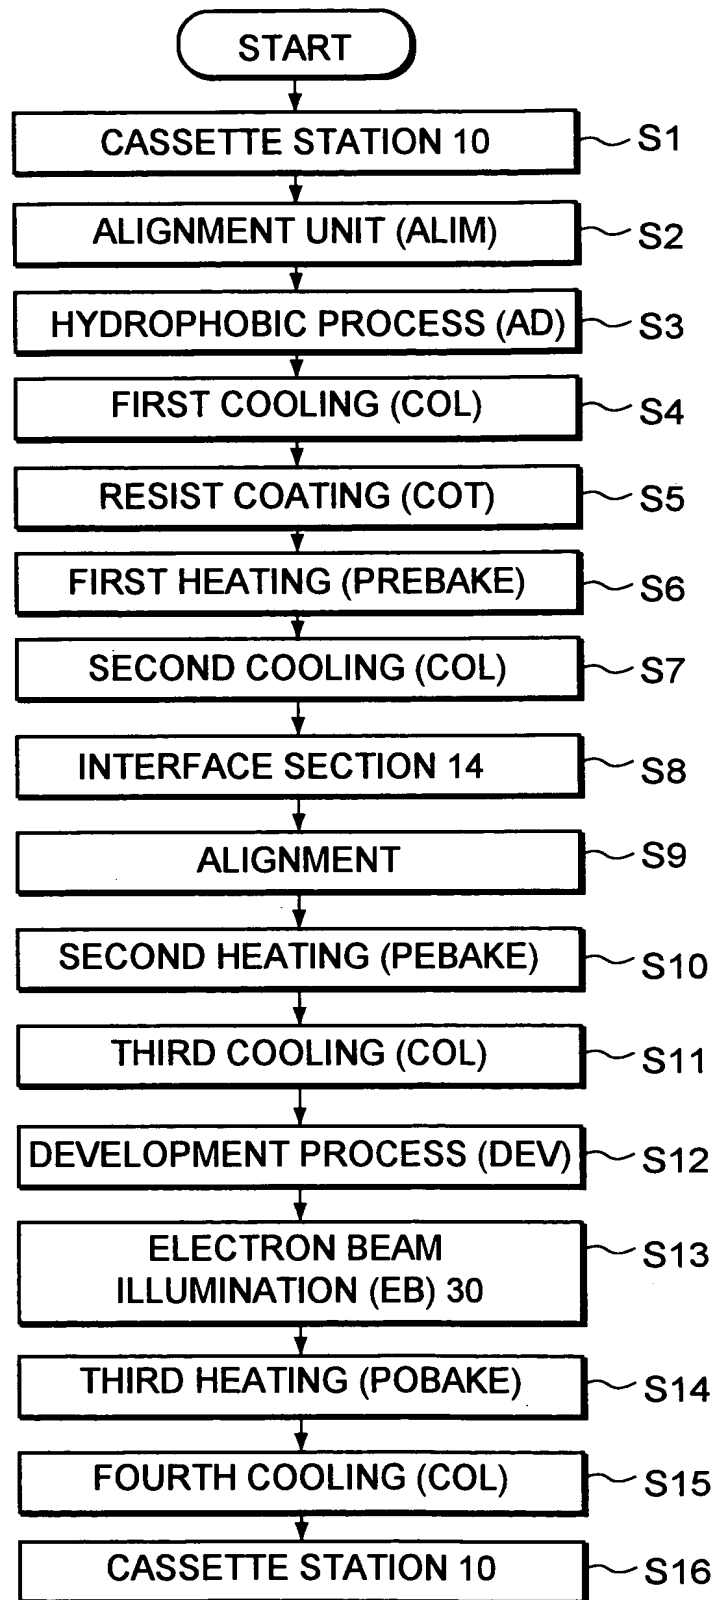 START
CASSETTE STATION 10 S1
ALIGNMENT UNIT (ALIM) S2
HYDROPHOBIC PROCESS (AD) S3
FIRST COOLING (COL) S4
RESIST COATING (COT) S5
FIRST HEATING (PREBAKE) S6
SECOND COOLING (COL) S7
INTERFACE SECTION 14 S8
ALIGNMENT S9
SECOND HEATING (PEBAKE) S10
THIRD COOLING (COL) S11
DEVELOPMENT PROCESS (DEV) S12
ELECTRON BEAM S13
ILLUMINATION (EB) 30
THIRD HEATING (POBAKE) S14
FOURTH COOLING (COL) S15
CASSETTE STATION 10 S16